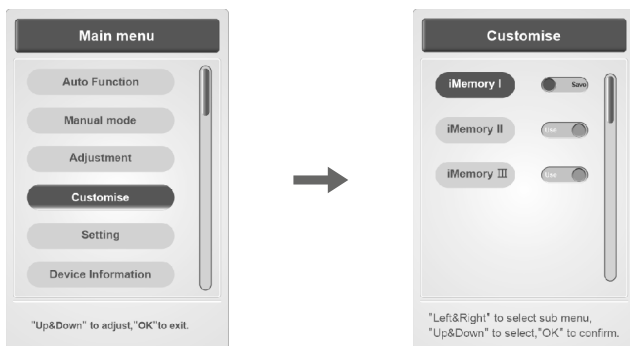 Main menu
Auto Function
Manual mode
Adjustment
Customise
Setting
Device Information
"Up&Down" to adjust,"OK"to exit.
Customise
iMemory I Save
iMemory II Use
iMemory III Use
"Left&Right" to select sub menu,
"Up&Down" to select,"OK" to confirm.